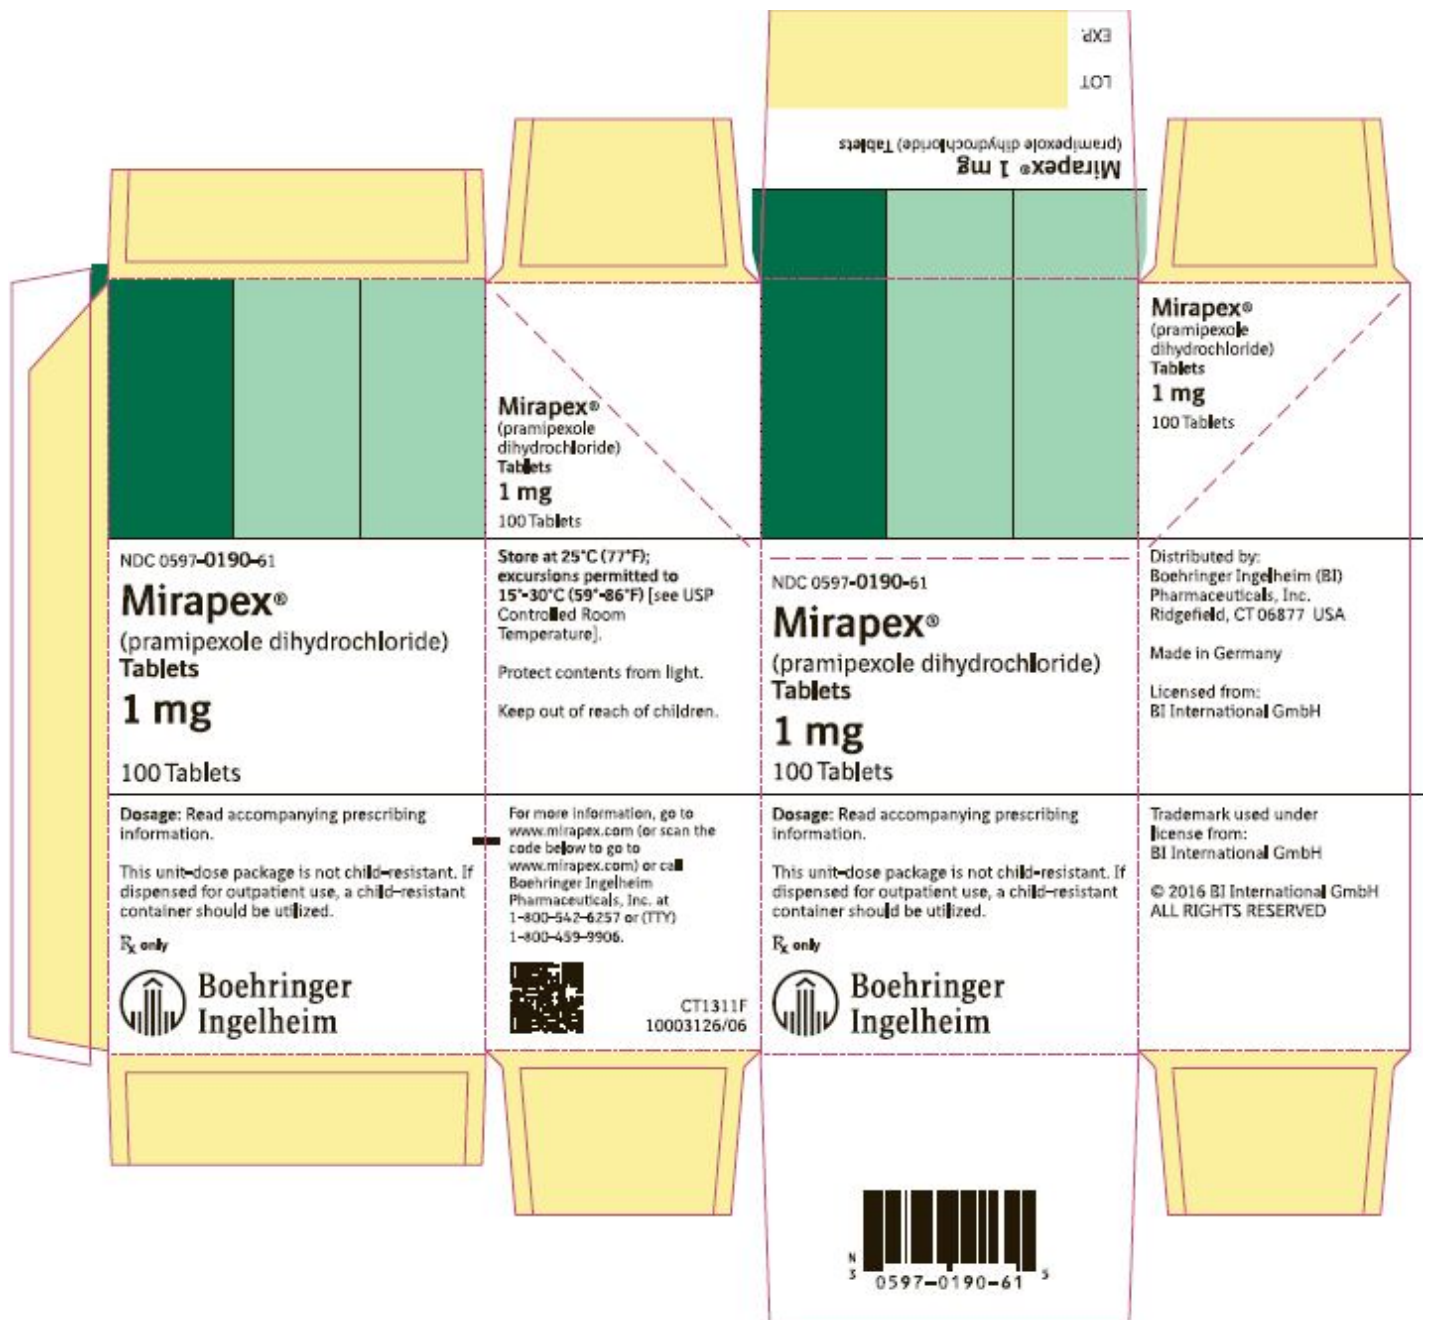 EXP.
LOT
(pramipexole dihydrochloride) Tablets
Mirapex® 1 mg
NDC 0597-0190-61
Mirapex®
(pramipexole dihydrochloride)
Tablets
1 mg
100 Tablets
Dosage: Read accompanying prescribing
information.
This unit-dose package is not child-resistant. If
dispensed for outpatient use, a child-resistant
container should be utilized.
Rx only
Boehringer
Ingelheim
Mirapex®
(pramipexole
dihydrochloride)
Tablets
1 mg
100 Tablets
Store at 25°C (77°F);
excursions permitted to
15°-30°C (59°-86°F) [see USP
Controlled Room
Temperature].
Protect contents from light.
Keep out of reach of children.
For more information, go to
www.mirapex.com (or scan the
code below to go to
www.mirapex.com) or call
Boehringer Ingelheim
Pharmaceuticals, Inc. at
1-800-542-6257 or (TTY)
1-800-459-9906.
CT1311F
10003126/06
NDC 0597-0190-61
Mirapex®
(pramipexole dihydrochloride)
Tablets
1 mg
100 Tablets
Dosage: Read accompanying prescribing
information.
This unit-dose package is not child-resistant. If
dispensed for outpatient use, a child-resistant
container should be utilized.
Rx only
Boehringer
Ingelheim
N
3 0597-0190-61 5
Mirapex®
(pramipexole
dihydrochloride)
Tablets
1 mg
100 Tablets
Distributed by:
Boehringer Ingelheim (BI)
Pharmaceuticals, Inc.
Ridgefield, CT 06877 USA
Made in Germany
Licensed from:
BI International GmbH
Trademark used under
license from:
BI International GmbH
© 2016 BI International GmbH
ALL RIGHTS RESERVED